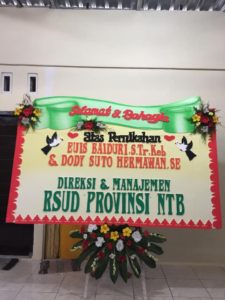 Selamat & Bahagia
Atas Pernikahan
EUIS BAIDURI, S.Tr.Keb
& DODY SUTO HERMAWAN, SE
DIREKSI & MANAJEMEN
RSUD PROVINSI NTB